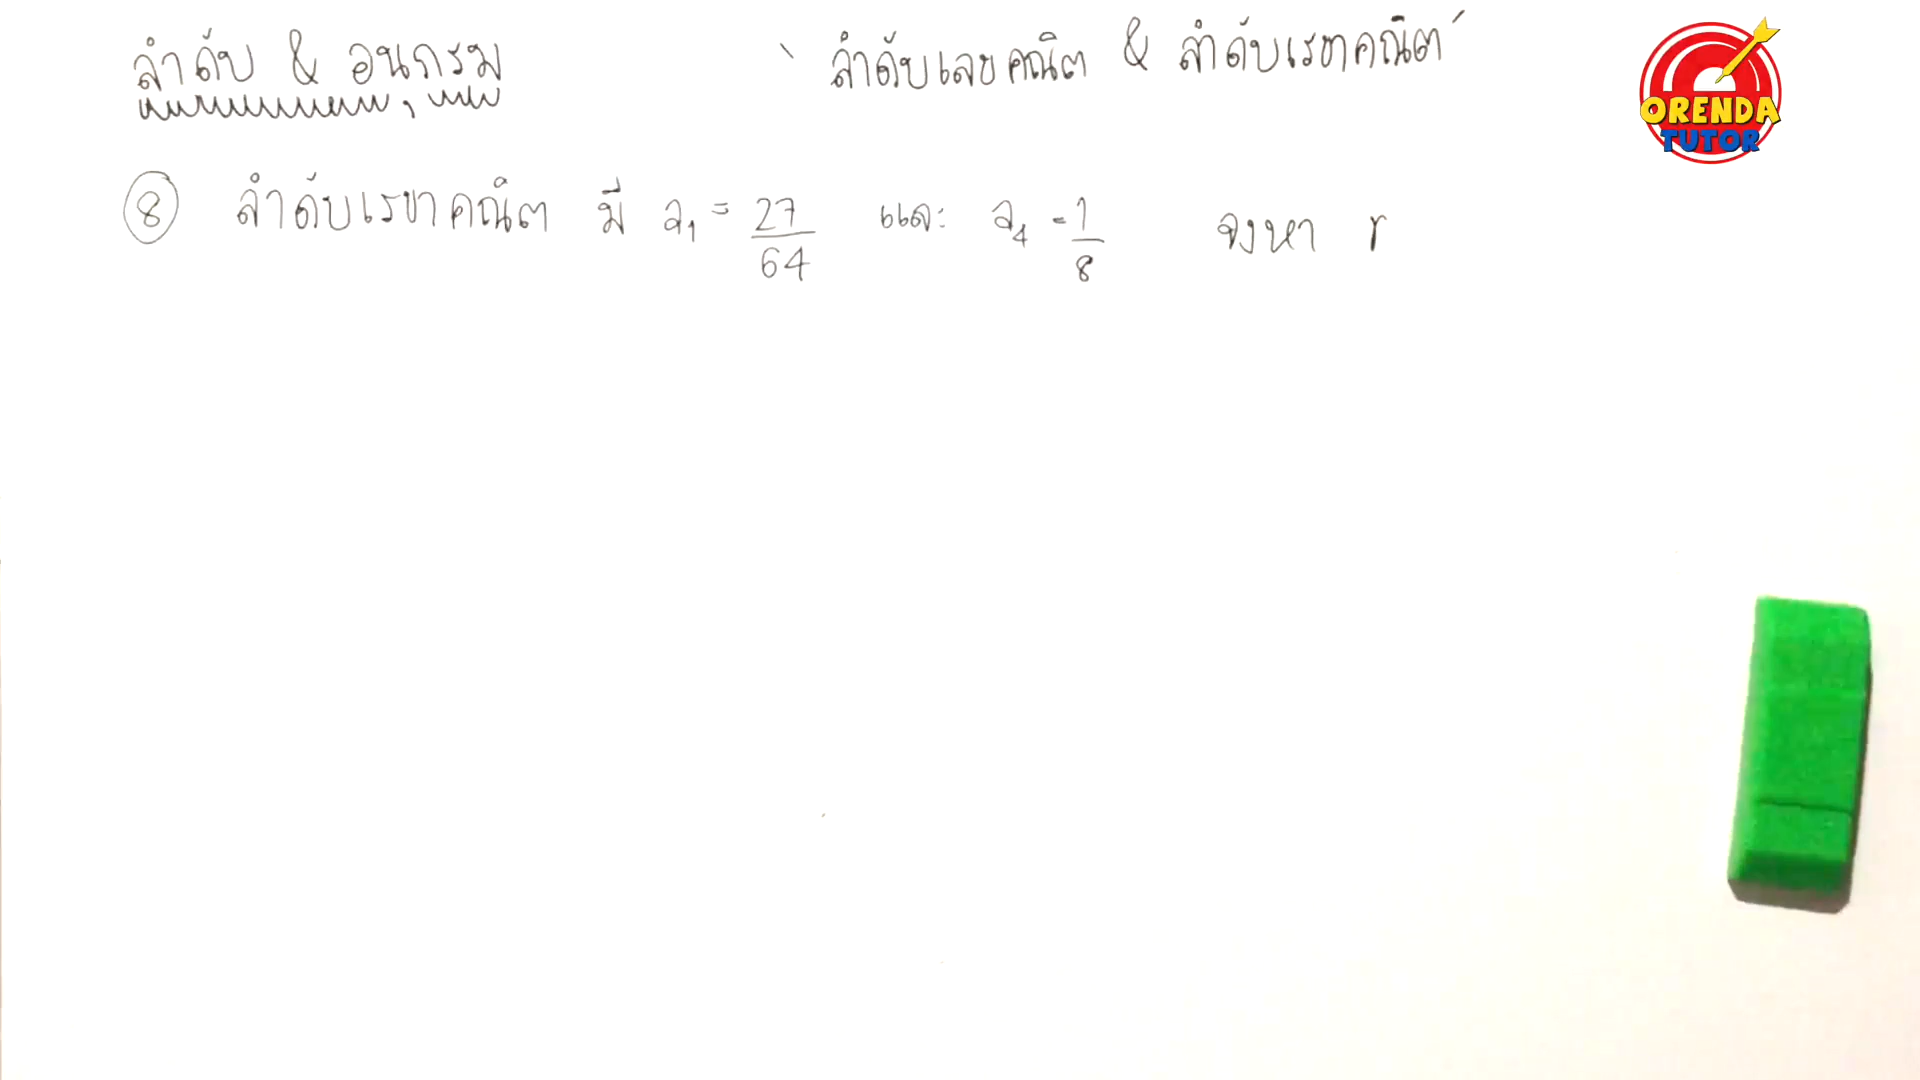 ลำดับ & อนุกรม
ลำดับเลขคณิต & ลำดับเรขาคณิต
ORENDA
TUTOR
8 ลำดับเรขาคณิต มี a₁ = 27/64 และ a₄ = 1/8 จงหา r